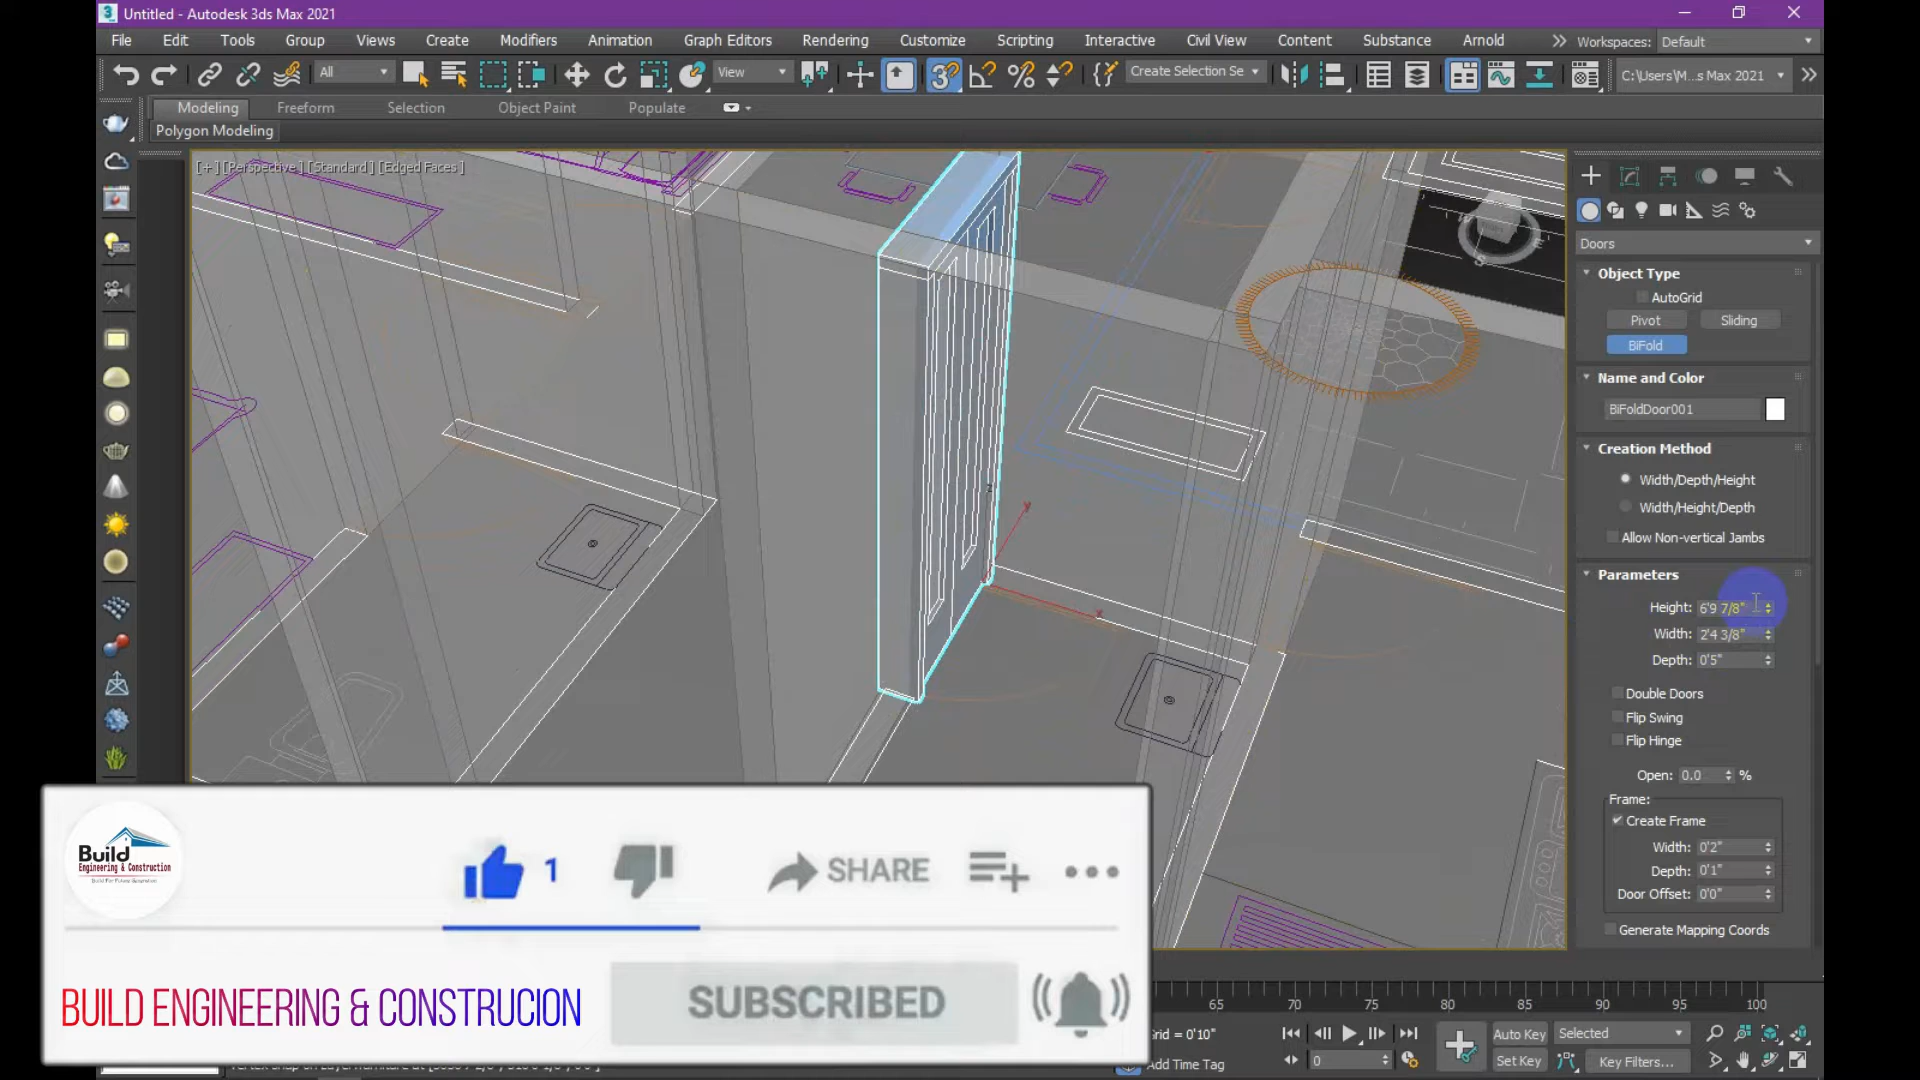 Untitled - Autodesk 3ds Max 2021
File Edit Tools Group Views Create Modifiers Animation Graph Editors Rendering Customize Scripting Interactive Civil View Content Substance Arnold Workspaces: Default
All View Create Selection Se C:\Users\M...s Max 2021
Modeling Freeform Selection Object Paint Populate
Polygon Modeling
[+] [Perspective] [Standard] [Edged Faces]
Doors
Object Type
AutoGrid
Pivot Sliding
BiFold
Name and Color
BiFoldDoor001
Creation Method
Width/Depth/Height
Width/Height/Depth
Allow Non-vertical Jambs
Parameters
Height: 6'9 7/8"
Width: 2'4 3/8"
Depth: 0'5"
Double Doors
Flip Swing
Flip Hinge
Open: 0.0 %
Frame:
Create Frame
Width: 0'2"
Depth: 0'1"
Door Offset: 0'0"
Generate Mapping Coords
z
y
x
E
S
Build
Engineering & Construction
1
SHARE
BUILD ENGINEERING & CONSTRUCION
SUBSCRIBED
65 70 75 80 85 90 95 100
Grid = 0'10"
Add Time Tag
0
Auto Key Selected
Set Key Key Filters...